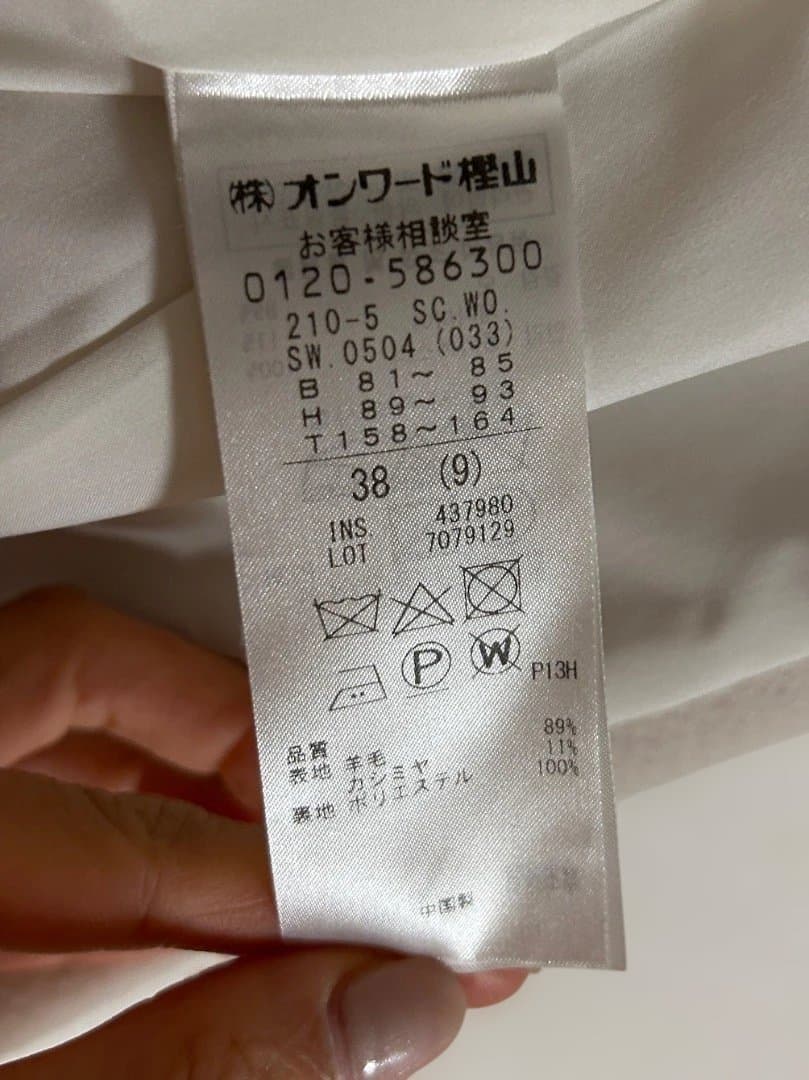 ㈱オンワード樫山
お客様相談室
0120-586300
210-5 SC.WO.
SW.0504 (033)
B 81～ 85
H 89～ 93
T158～164
38 (9)
INS 437980
LOT 7079129
P
W
P13H
品質
表地 羊毛 89%
カシミヤ 11%
裏地 ポリエステル 100%
中国製